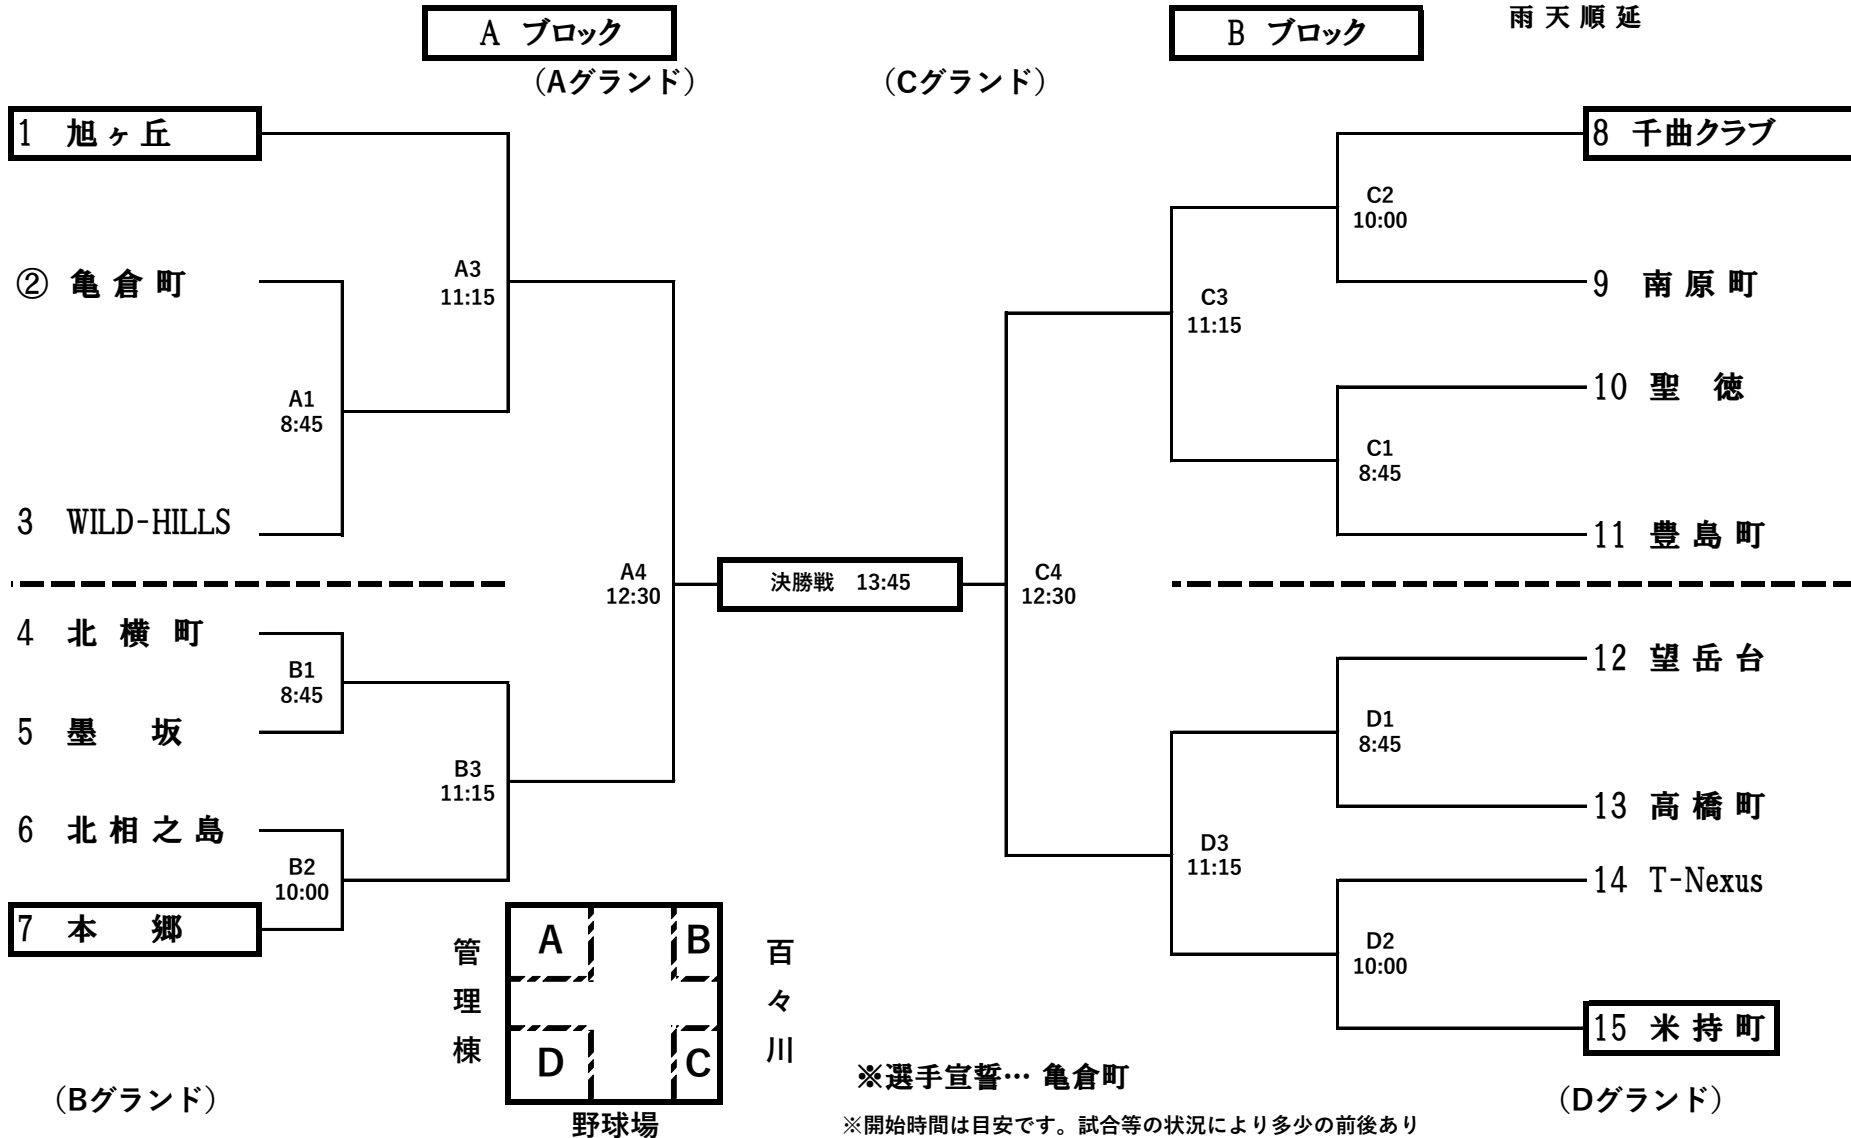 A ブロック
B ブロック
雨天順延
(Aグランド)
(Cグランド)
1 旭ヶ丘
② 亀倉町
3 WILD-HILLS
4 北横町
5 墨 坂
6 北相之島
7 本 郷
A1
8:45
A3
11:15
B1
8:45
B2
10:00
B3
11:15
A4
12:30
決勝戦 13:45
C4
12:30
C3
11:15
C2
10:00
C1
8:45
D3
11:15
D1
8:45
D2
10:00
8 千曲クラブ
9 南原町
10 聖 徳
11 豊島町
12 望岳台
13 高橋町
14 T-Nexus
15 米持町
(Bグランド)
管理棟
A
B
D
C
百々川
野球場
(Dグランド)
※選手宣誓… 亀倉町
※開始時間は目安です。試合等の状況により多少の前後あり